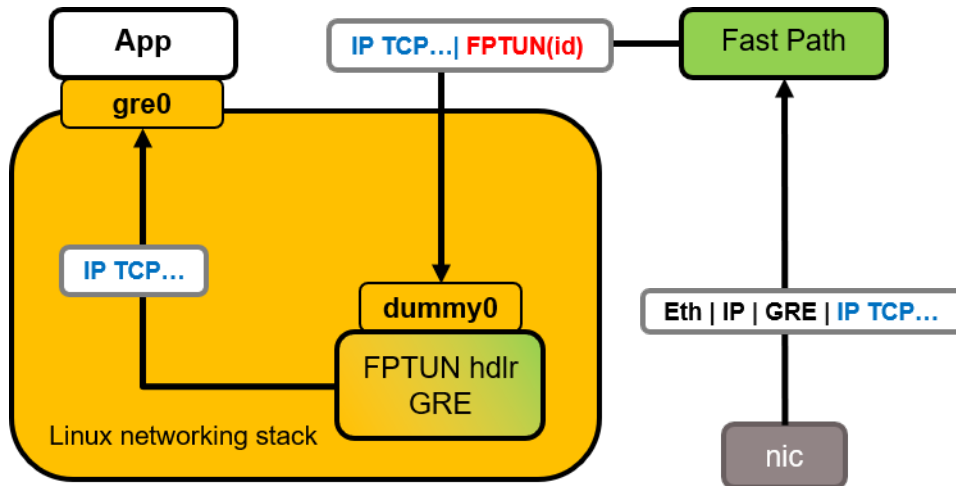 App
IP TCP…| FPTUN(id)
Fast Path
gre0
IP TCP…
dummy0
Eth | IP | GRE | IP TCP…
FPTUN hdlr
GRE
Linux networking stack
nic